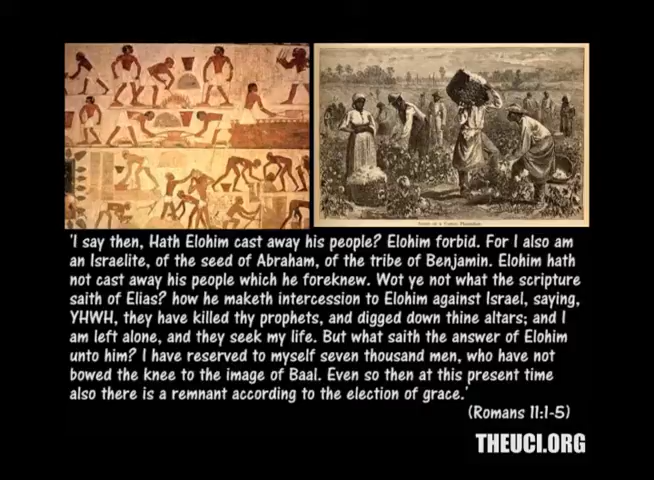 'I say then, Hath Elohim cast away his people? Elohim forbid. For I also am
an Israelite, of the seed of Abraham, of the tribe of Benjamin. Elohim hath
not cast away his people which he foreknew. Wot ye not what the scripture
saith of Elias? how he maketh intercession to Elohim against Israel, saying,
YHWH, they have killed thy prophets, and digged down thine altars; and I
am left alone, and they seek my life. But what saith the answer of Elohim
unto him? I have reserved to myself seven thousand men, who have not
bowed the knee to the image of Baal. Even so then at this present time
also there is a remnant according to the election of grace.'
(Romans 11:1-5)
THEUCI.ORG